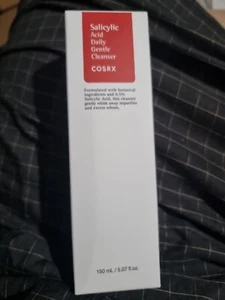 Salicylic
Acid
Daily
Gentle
Cleanser
COSRX
Formulated with botanical
ingredients and 0.5%
Salicylic Acid, this cleanser
gently whisk away impurities
and excess sebum.
150 mL / 5.07 fl.oz.